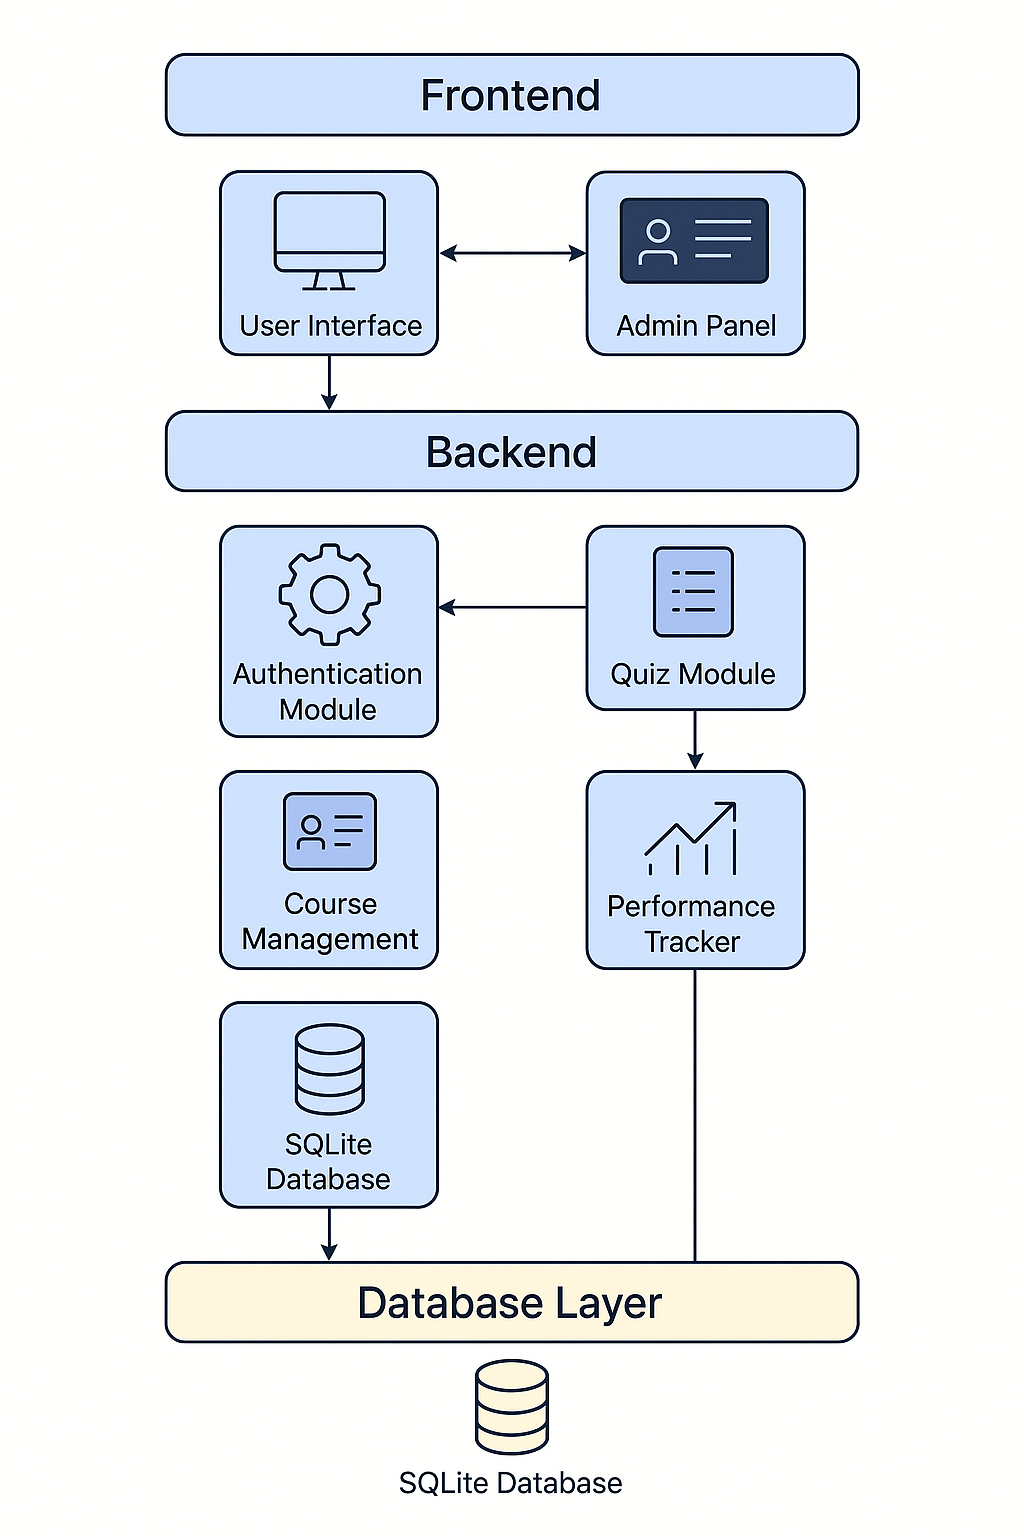 Frontend
User Interface
Admin Panel
Backend
Authentication
Module
Quiz Module
Course
Management
Performance
Tracker
SQLite
Database
Database Layer
SQLite Database